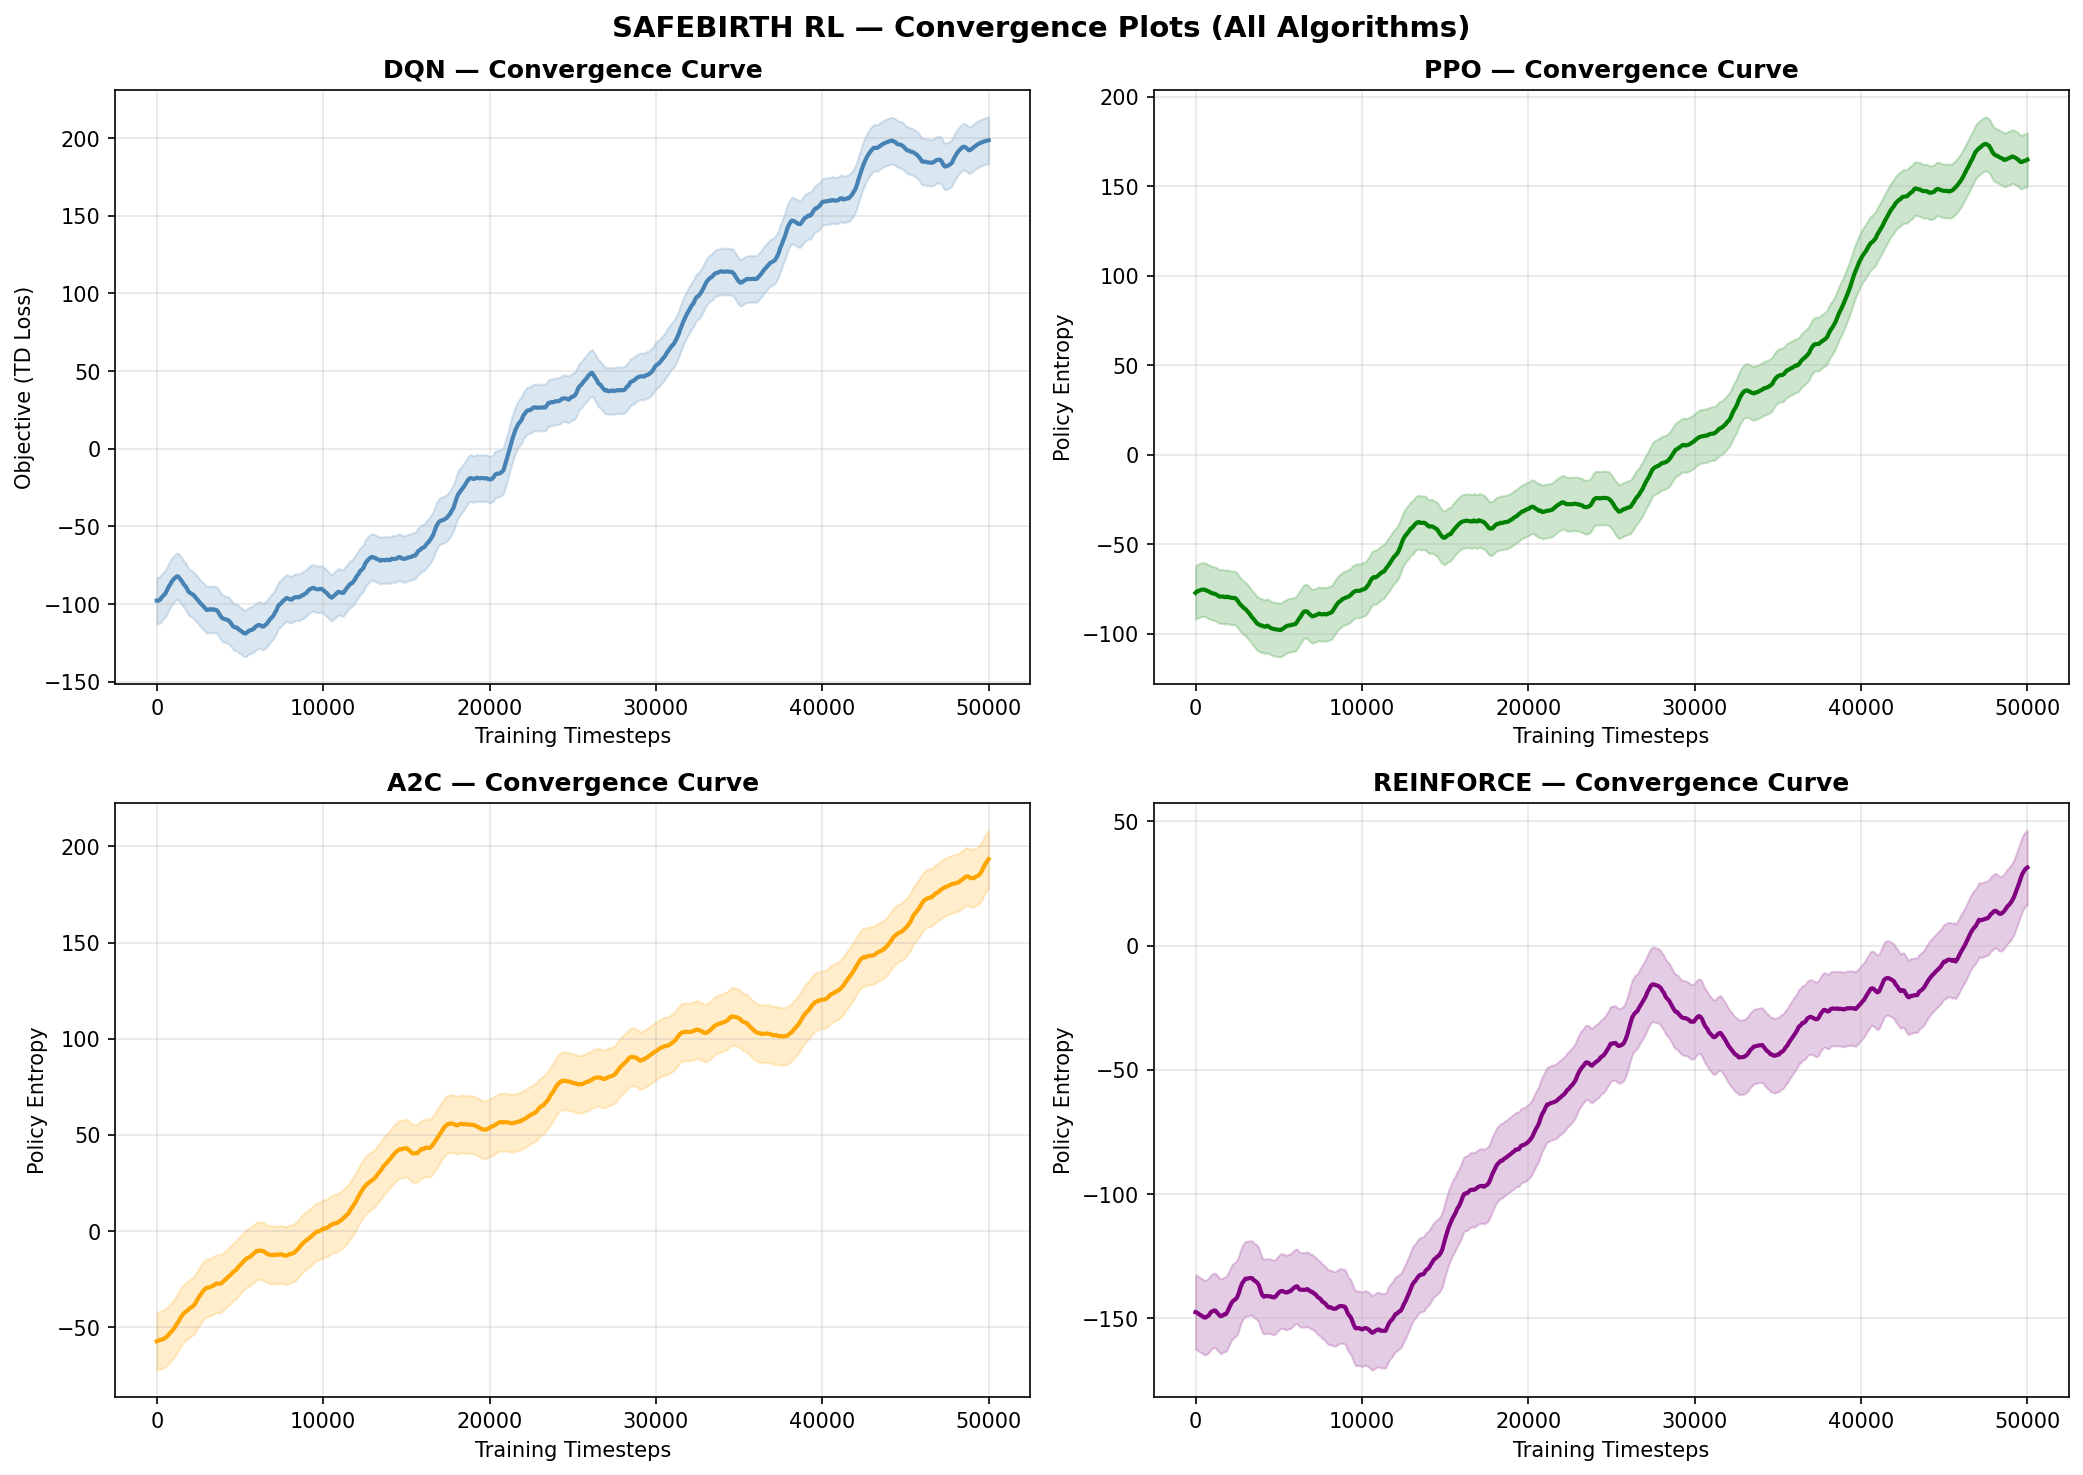 SAFEBIRTH RL — Convergence Plots (All Algorithms)
DQN — Convergence Curve
Objective (TD Loss)
200
150
100
50
0
−50
−100
−150
0 10000 20000 30000 40000 50000
Training Timesteps
PPO — Convergence Curve
Policy Entropy
200
150
100
50
0
−50
−100
0 10000 20000 30000 40000 50000
Training Timesteps
A2C — Convergence Curve
Policy Entropy
200
150
100
50
0
−50
0 10000 20000 30000 40000 50000
Training Timesteps
REINFORCE — Convergence Curve
Policy Entropy
50
0
−50
−100
−150
0 10000 20000 30000 40000 50000
Training Timesteps